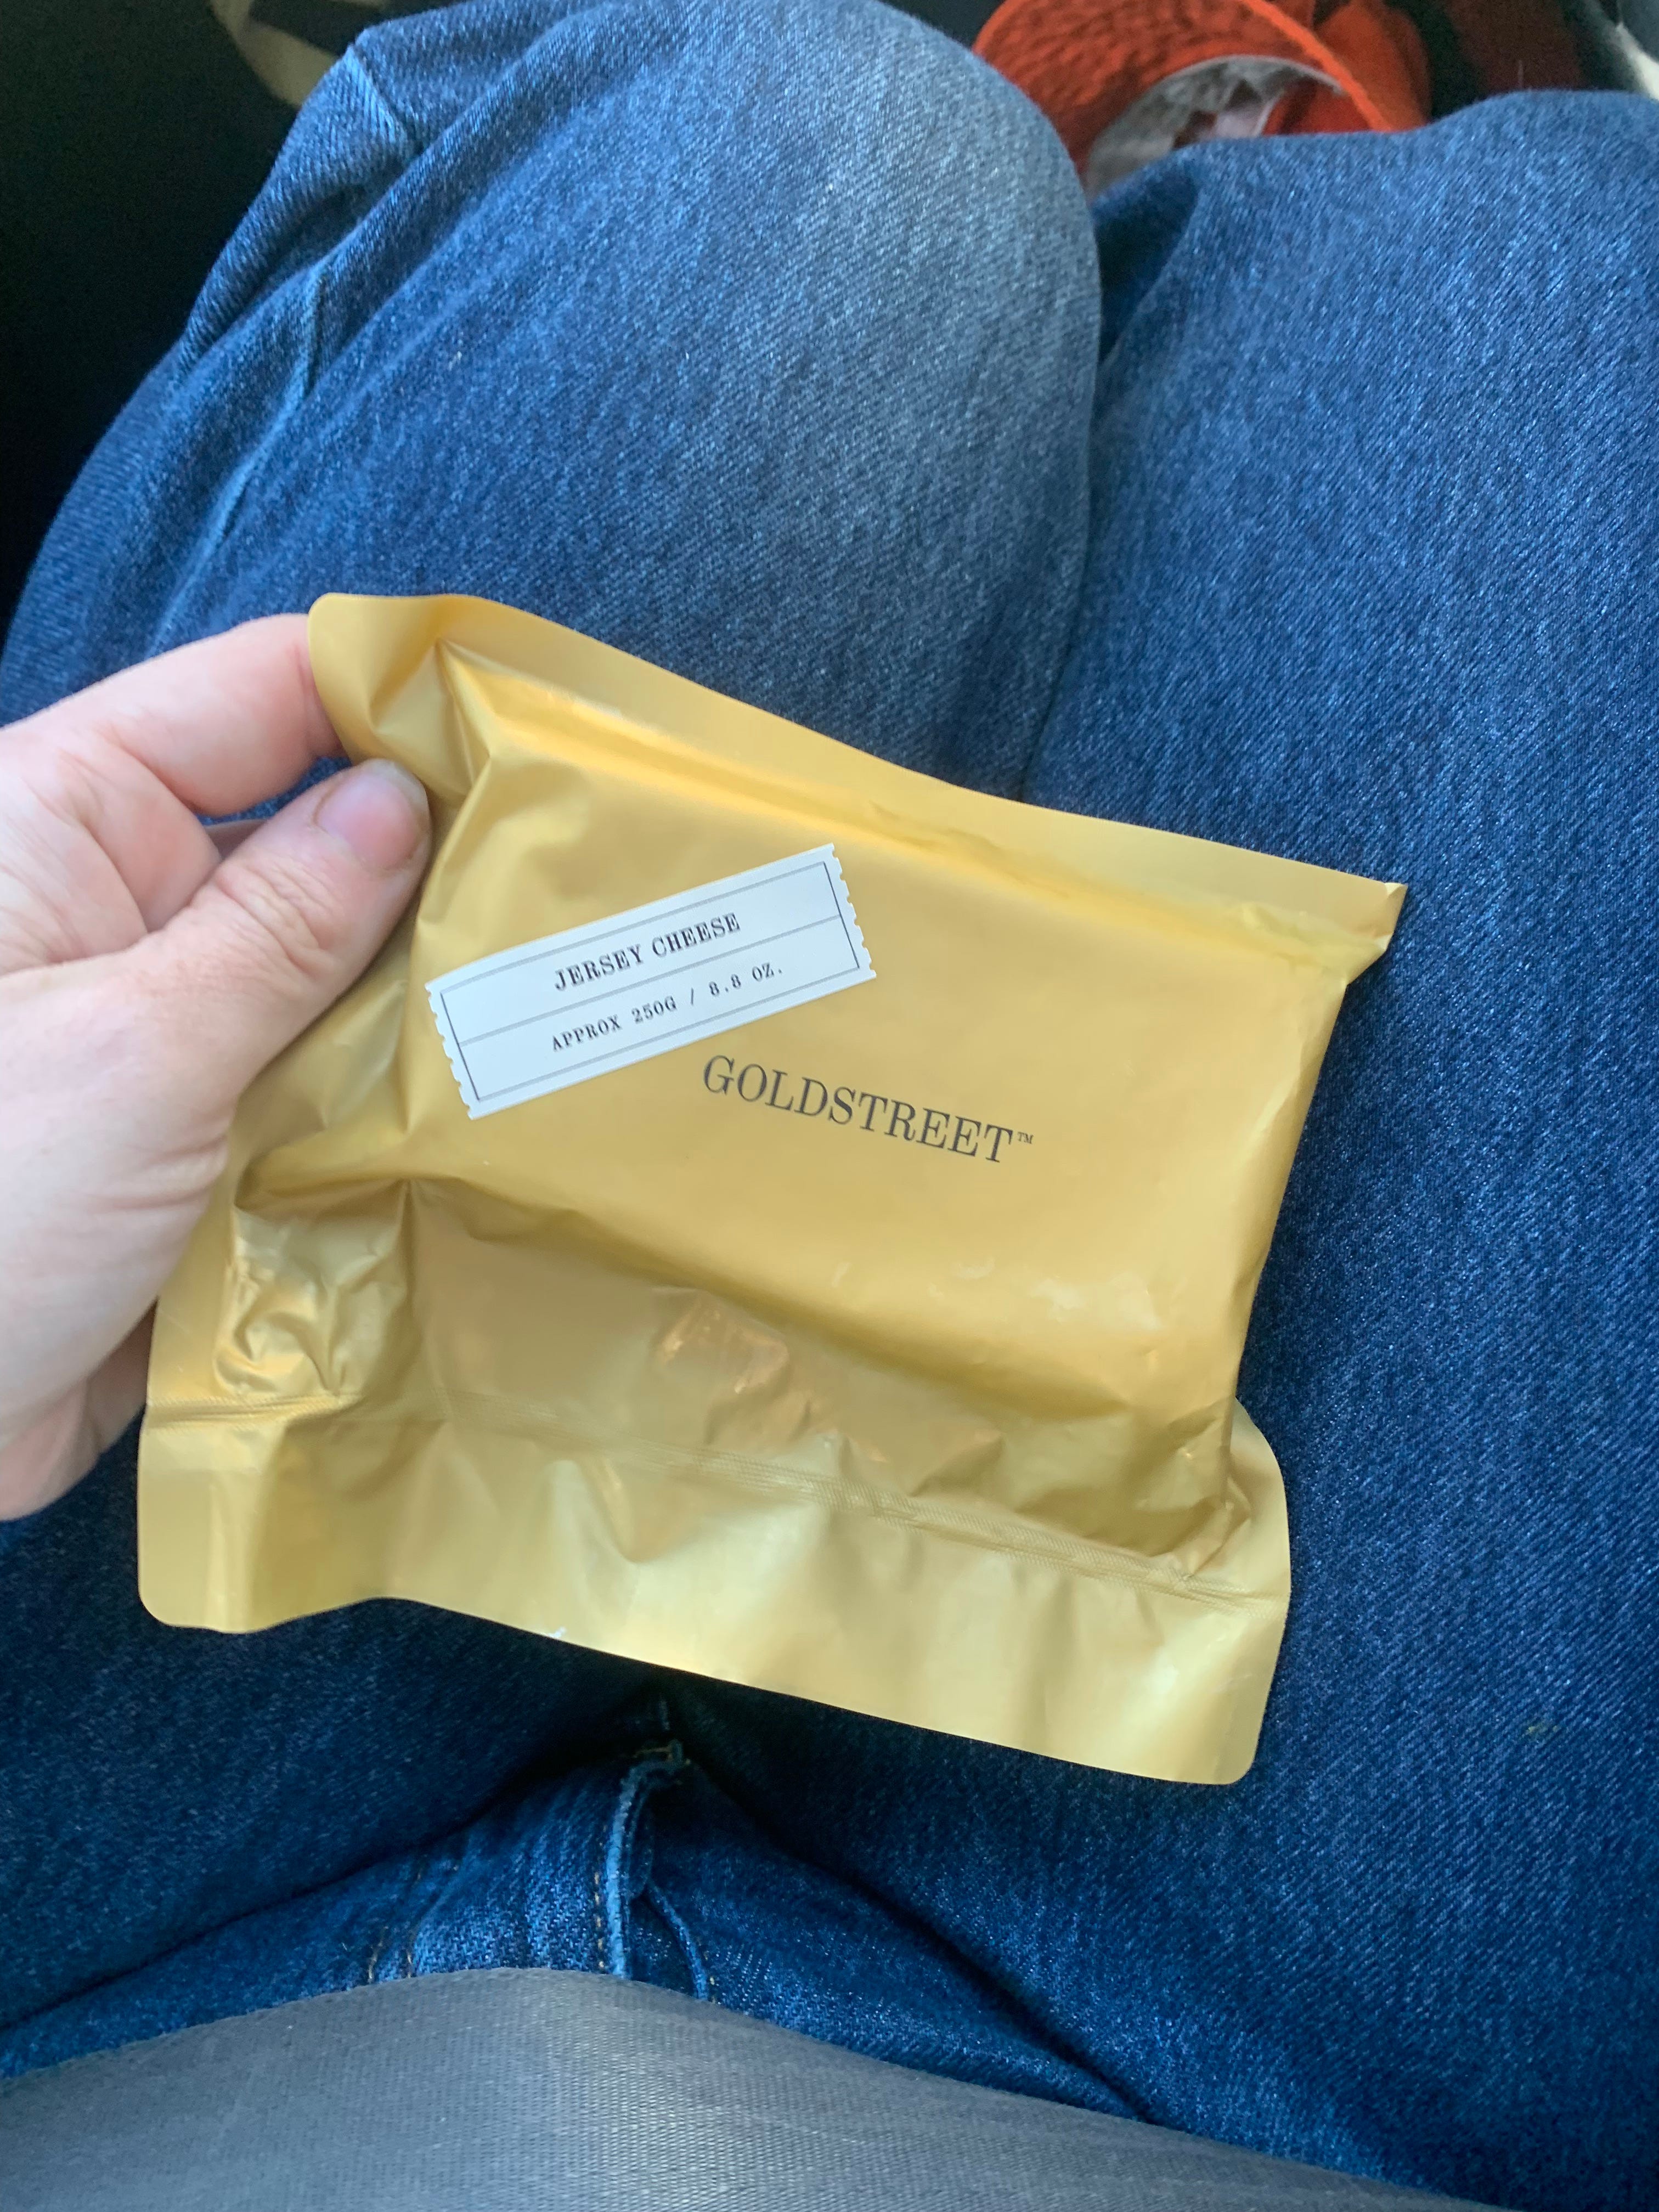 JERSEY CHEESE
APPROX 250G / 8.8 OZ.
GOLDSTREET™